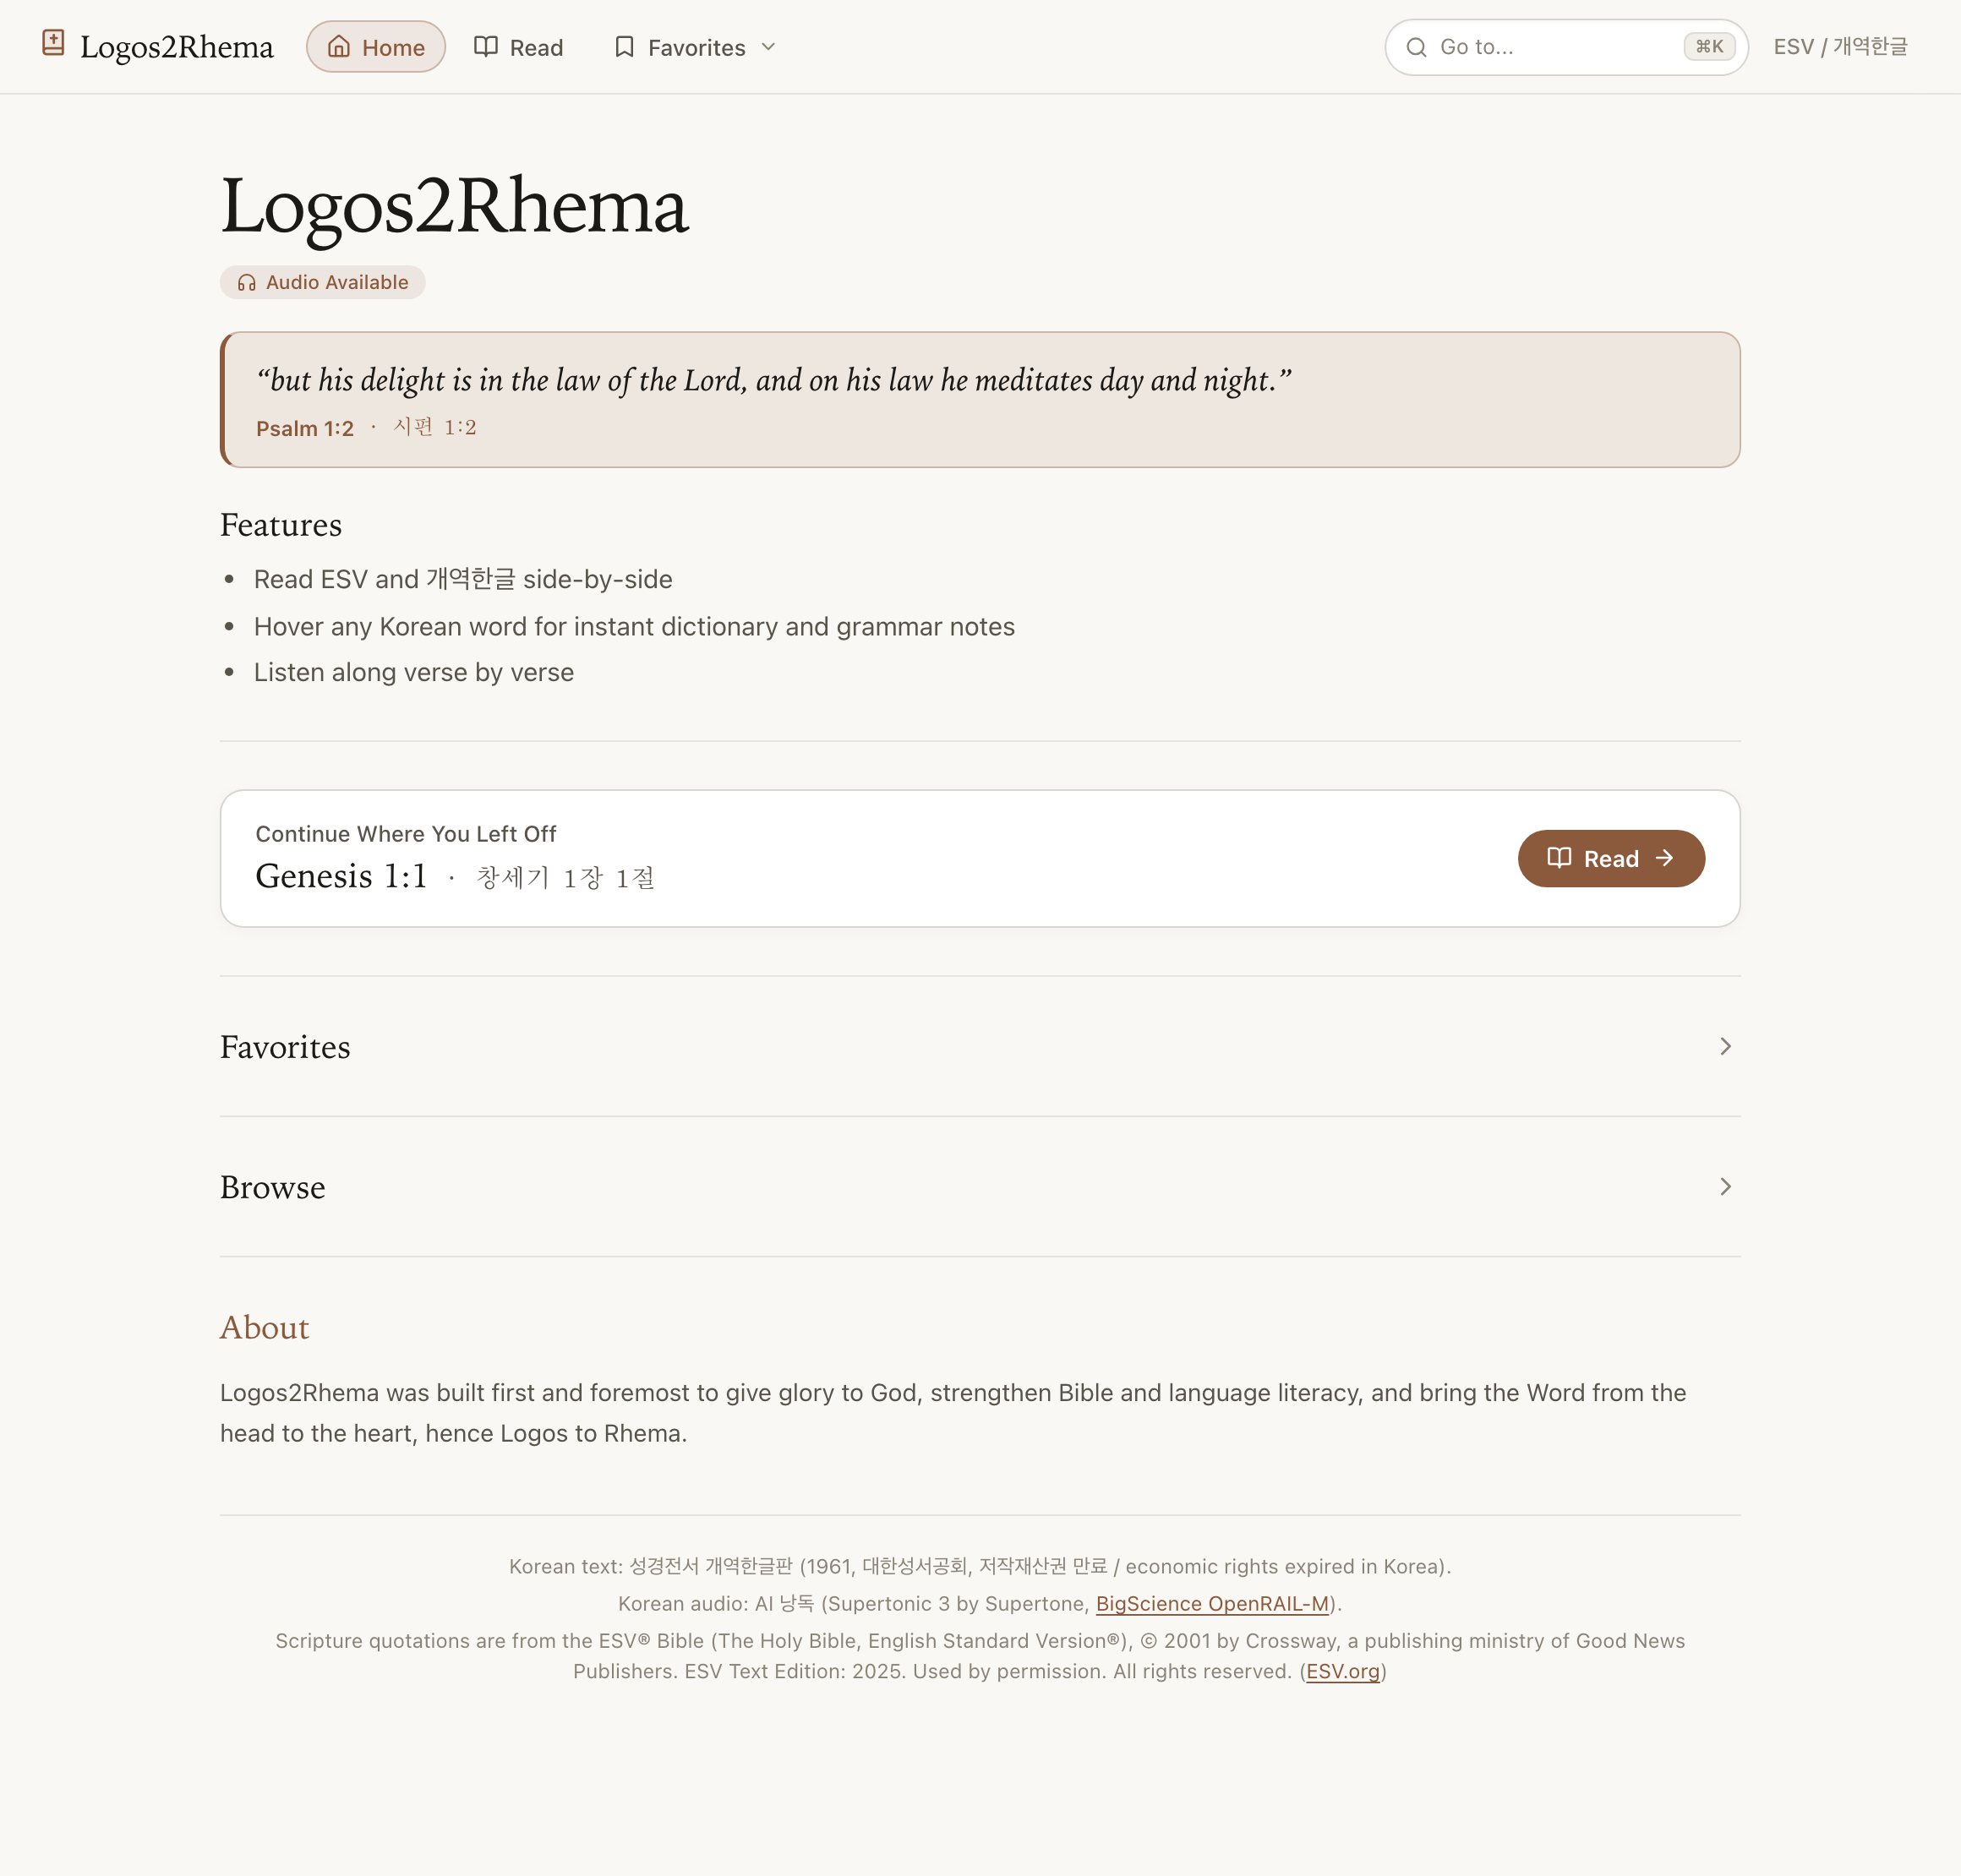 Logos2Rhema
Home
Read
Favorites
Go to...
⌘K
ESV / 개역한글
Logos2Rhema
Audio Available
“but his delight is in the law of the Lord, and on his law he meditates day and night.”
Psalm 1:2 · 시편 1:2
Features
• Read ESV and 개역한글 side-by-side
• Hover any Korean word for instant dictionary and grammar notes
• Listen along verse by verse
Continue Where You Left Off
Genesis 1:1 · 창세기 1장 1절
Read →
Favorites
Browse
About
Logos2Rhema was built first and foremost to give glory to God, strengthen Bible and language literacy, and bring the Word from the
head to the heart, hence Logos to Rhema.
Korean text: 성경전서 개역한글판 (1961, 대한성서공회, 저작재산권 만료 / economic rights expired in Korea).
Korean audio: AI 낭독 (Supertonic 3 by Supertone, BigScience OpenRAIL-M).
Scripture quotations are from the ESV® Bible (The Holy Bible, English Standard Version®), © 2001 by Crossway, a publishing ministry of Good News
Publishers. ESV Text Edition: 2025. Used by permission. All rights reserved. (ESV.org)